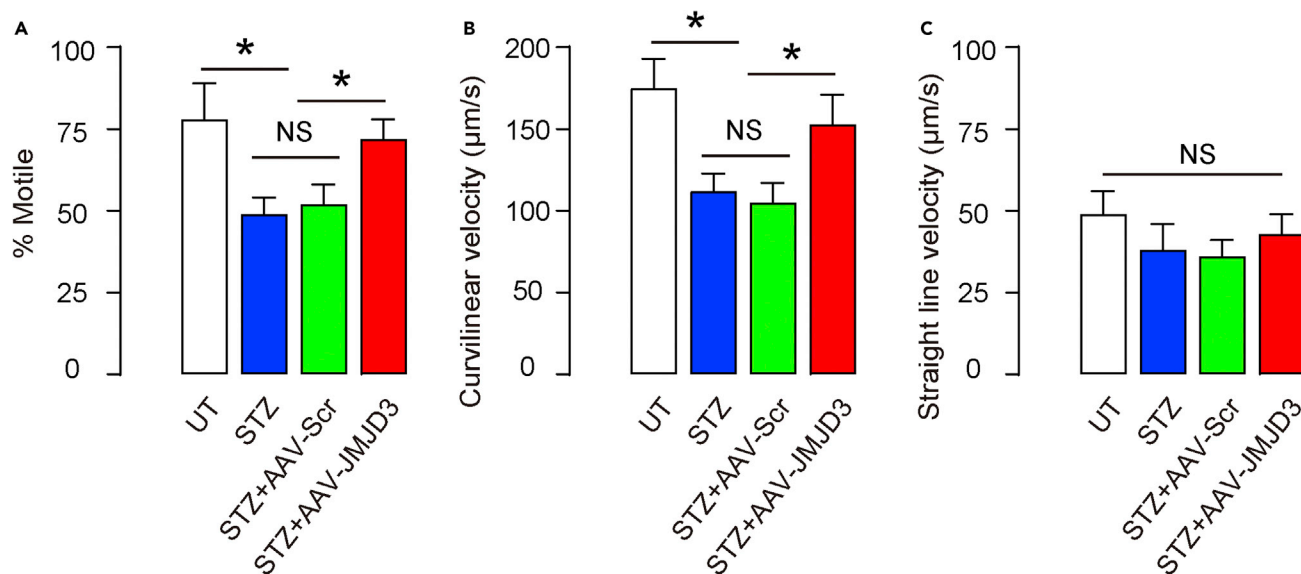 A
% Motile
100
75
50
25
0
*
*
NS
UT
STZ
STZ+AAV-Scr
STZ+AAV-JMJD3
B
Curvilinear velocity (μm/s)
200
150
100
50
0
*
*
NS
UT
STZ
STZ+AAV-Scr
STZ+AAV-JMJD3
C
Straight line velocity (μm/s)
100
75
50
25
0
NS
UT
STZ
STZ+AAV-Scr
STZ+AAV-JMJD3